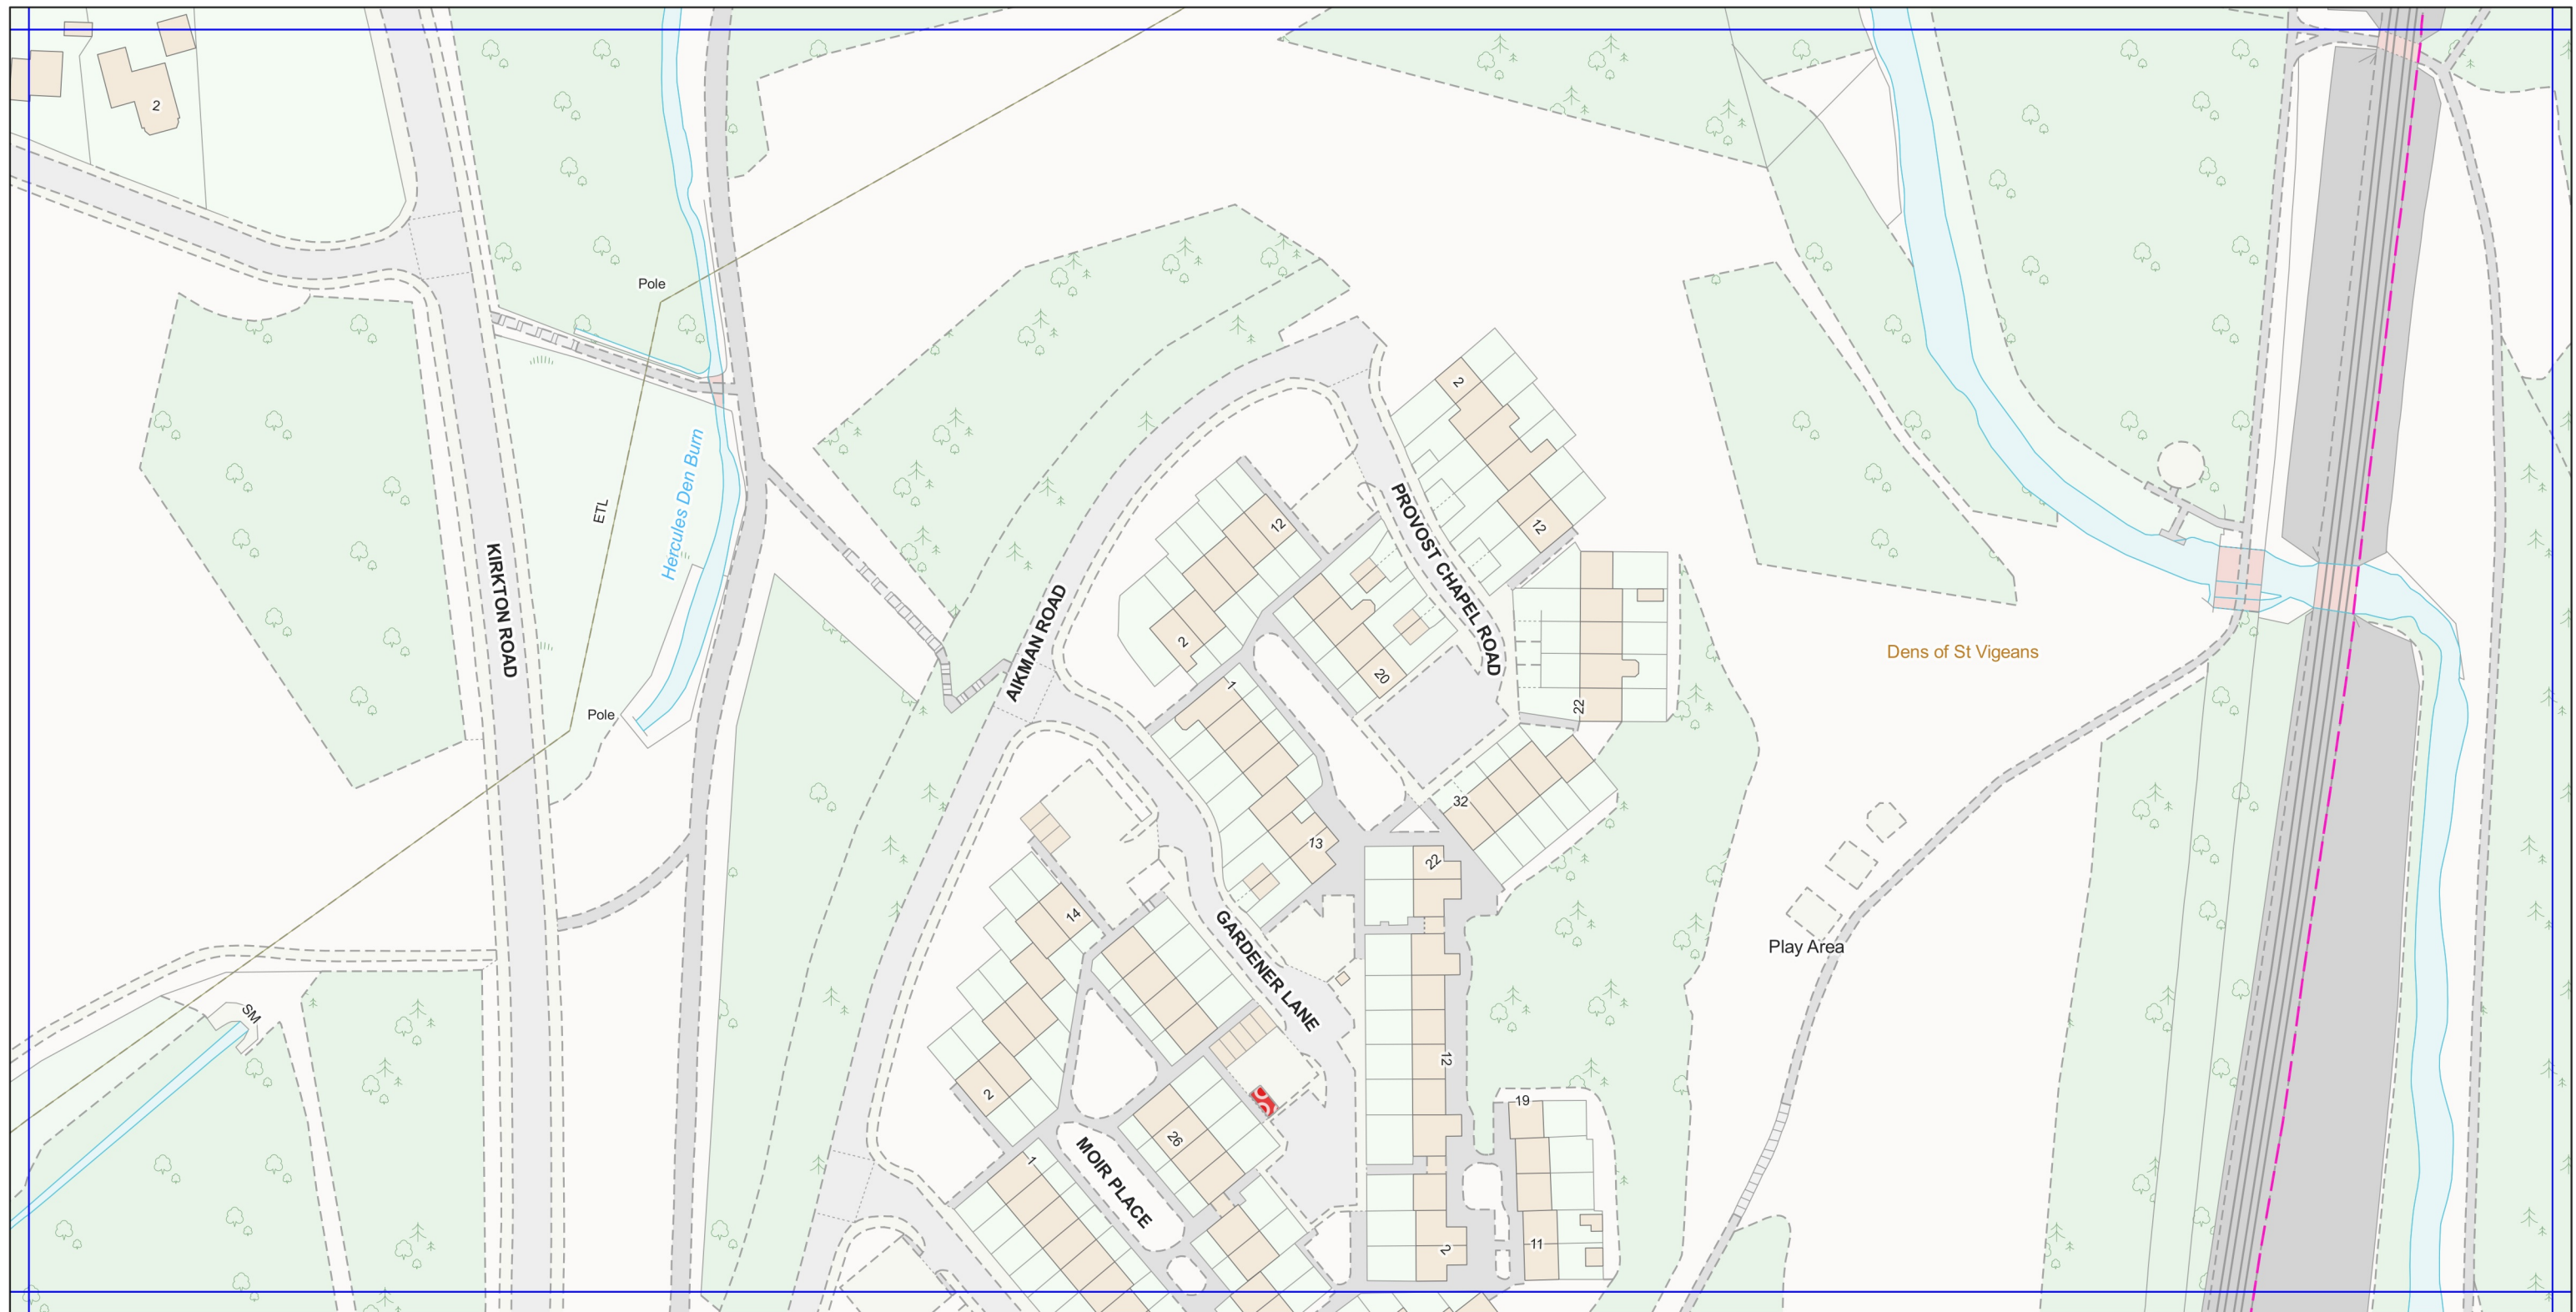 2
Pole
2
KIRKTON ROAD
ETL
Hercules Den Burn
12
PROVOST CHAPEL ROAD
12
AIKMAN ROAD
2
1
20
Dens of St Vigeans
22
Pole
32
13
22
14
GARDENER LANE
Play Area
SM
12
2
19
26
1
MOIR PLACE
11
2